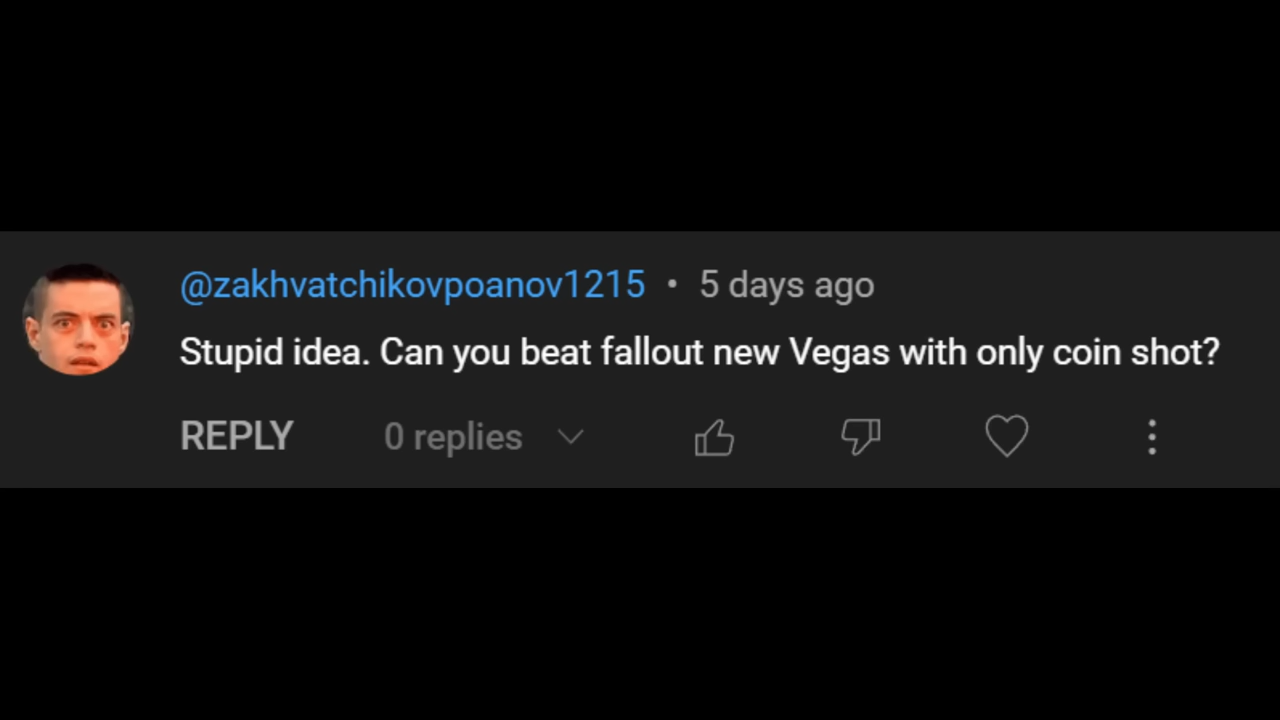 @zakhvatchikovpoanov1215 • 5 days ago
Stupid idea. Can you beat fallout new Vegas with only coin shot?
REPLY 0 replies